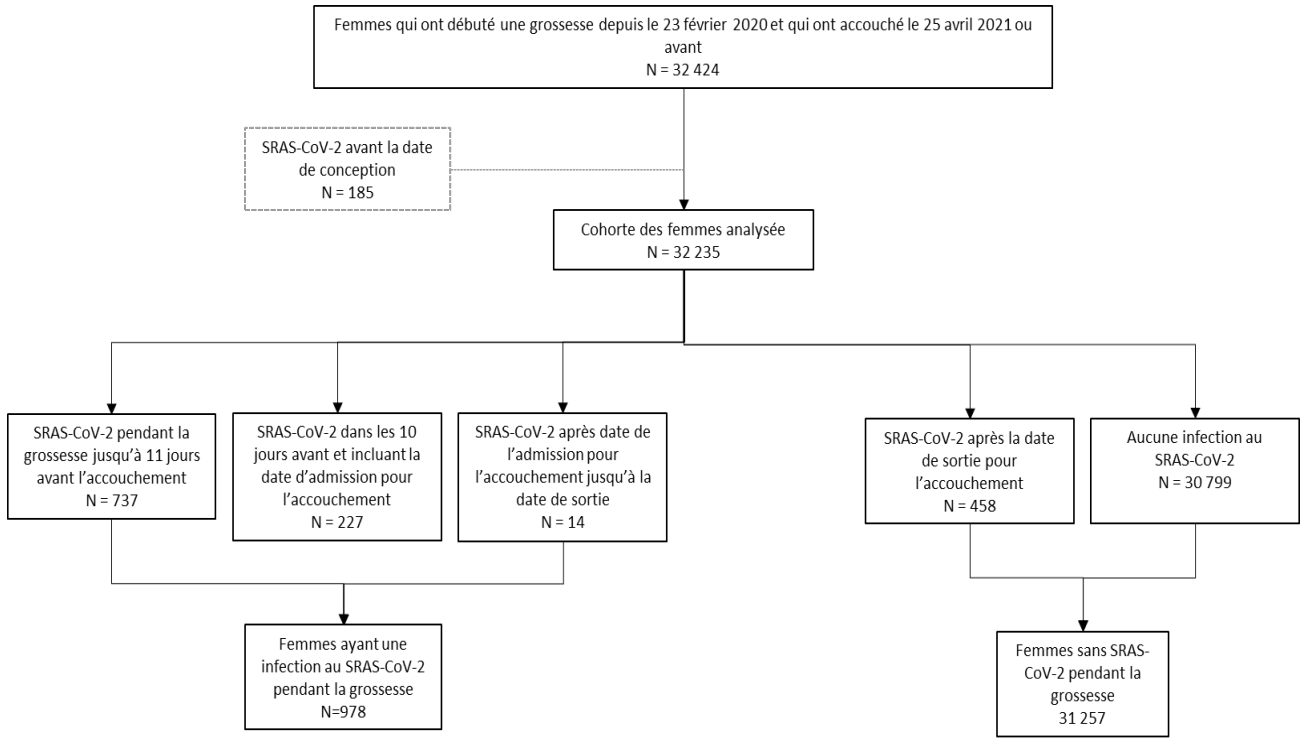 Femmes qui ont débuté une grossesse depuis le 23 février 2020 et qui ont accouché le 25 avril 2021 ou
avant
N = 32 424
SRAS-CoV-2 avant la date
de conception
N = 185
Cohorte des femmes analysée
N = 32 235
SRAS-CoV-2 pendant la
grossesse jusqu'à 11 jours
avant l'accouchement
N = 737
SRAS-CoV-2 dans les 10
jours avant et incluant la
date d'admission pour
l'accouchement
N = 227
SRAS-CoV-2 après date de
l'admission pour
l'accouchement jusqu'à la
date de sortie
N = 14
SRAS-CoV-2 après la date
de sortie pour
l'accouchement
N = 458
Aucune infection au
SRAS-CoV-2
N = 30 799
Femmes ayant une
infection au SRAS-CoV-2
pendant la grossesse
N=978
Femmes sans SRAS-
CoV-2 pendant la
grossesse
31 257